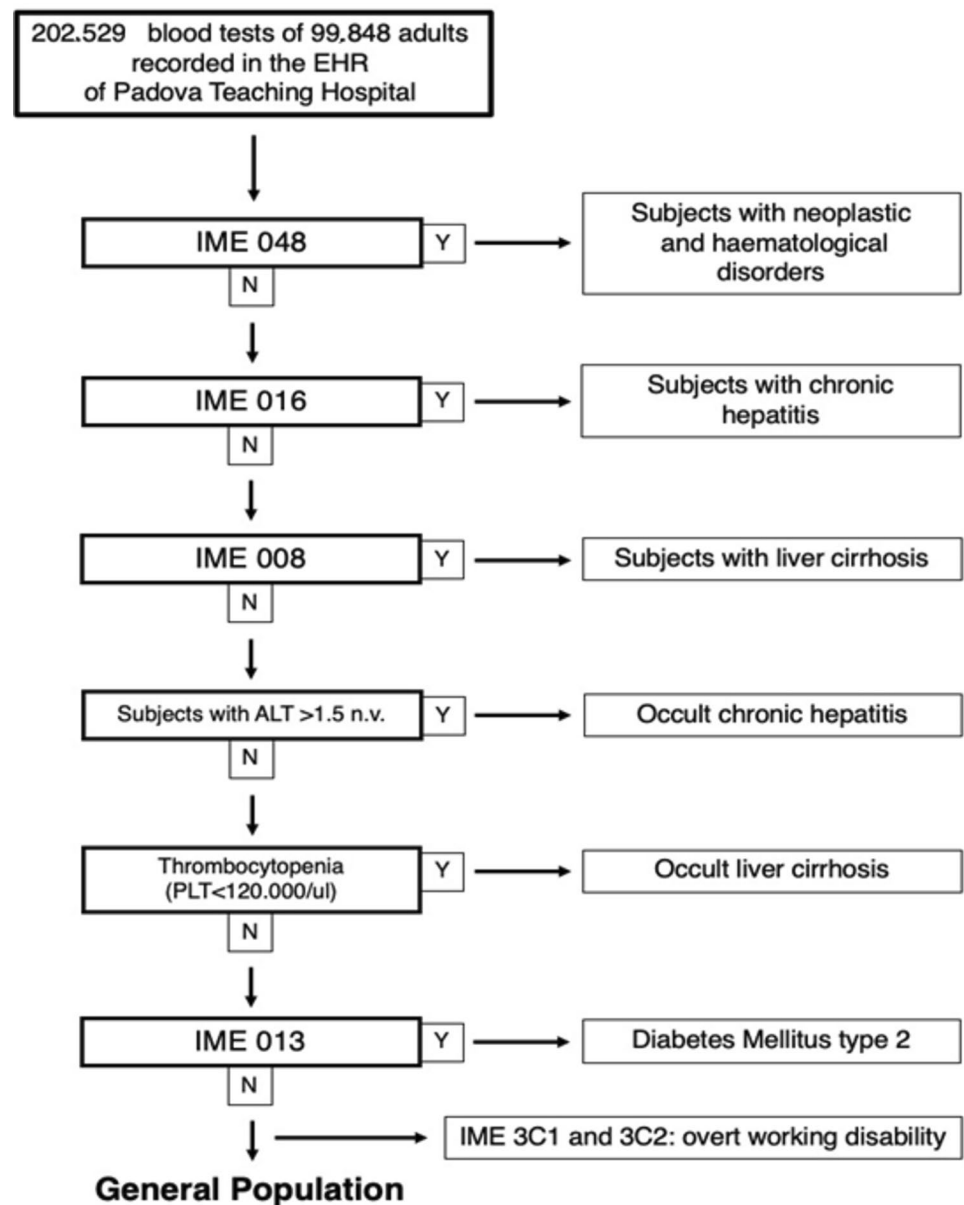 202.529 blood tests of 99.848 adults
recorded in the EHR
of Padova Teaching Hospital
IME 048
Y
Subjects with neoplastic
and haematological
disorders
N
IME 016
Y
Subjects with chronic
hepatitis
N
IME 008
Y
Subjects with liver cirrhosis
N
Subjects with ALT >1.5 n.v.
Y
Occult chronic hepatitis
N
Thrombocytopenia
(PLT<120.000/ul)
Y
Occult liver cirrhosis
N
IME 013
Y
Diabetes Mellitus type 2
N
IME 3C1 and 3C2: overt working disability
General Population